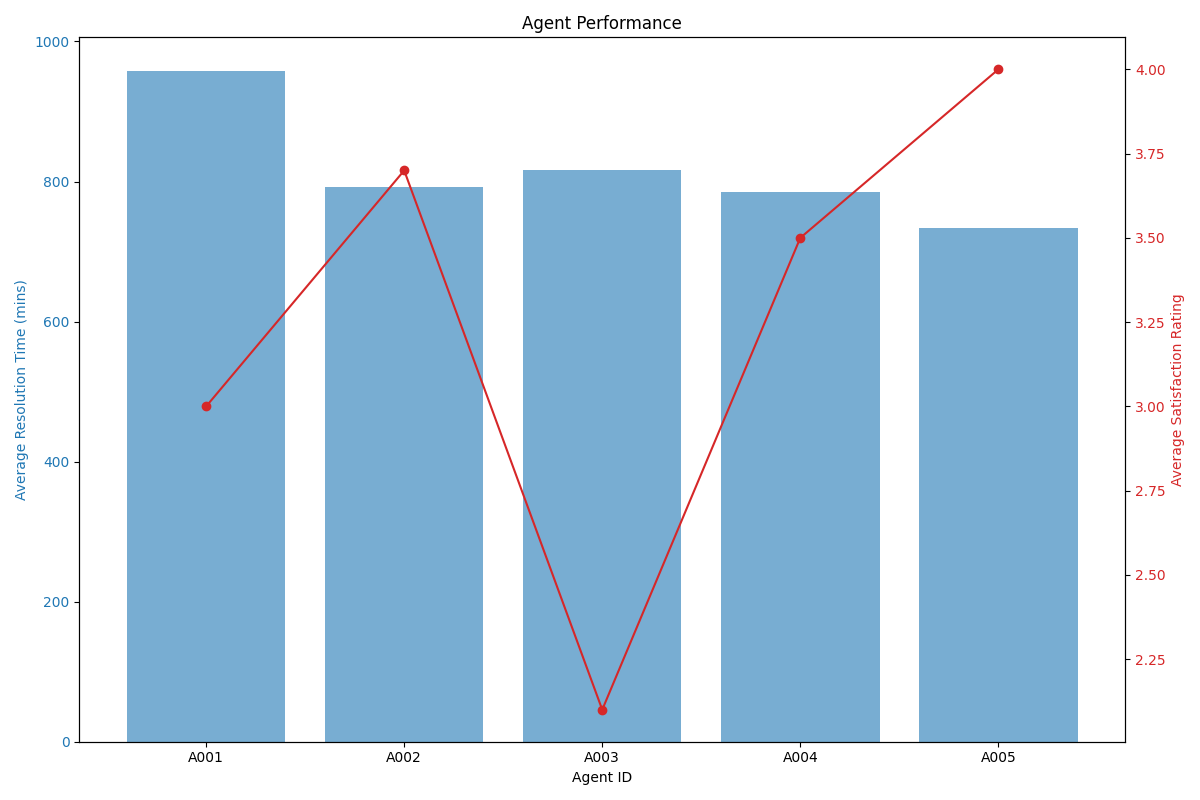 Agent Performance
1000
800
600
400
200
0
Average Resolution Time (mins)
4.00
3.75
3.50
3.25
3.00
2.75
2.50
2.25
Average Satisfaction Rating
A001 A002 A003 A004 A005
Agent ID